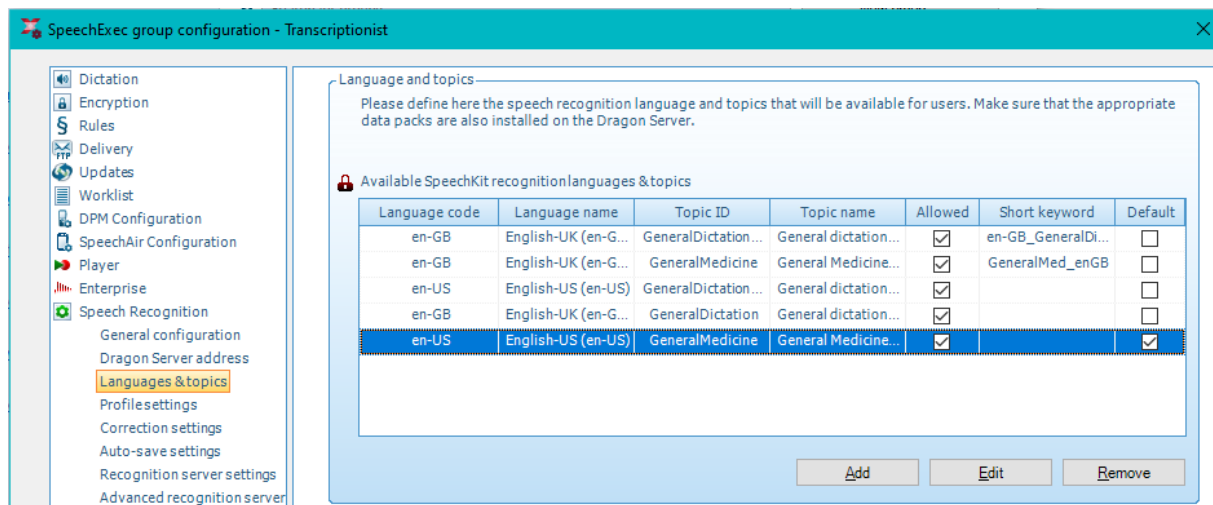 SpeechExec group configuration - Transcriptionist
Dictation
Encryption
Rules
Delivery
Updates
Worklist
DPM Configuration
SpeechAir Configuration
Player
Enterprise
Speech Recognition
General configuration
Dragon Server address
Languages & topics
Profile settings
Correction settings
Auto-save settings
Recognition server settings
Advanced recognition server
Language and topics
Please define here the speech recognition language and topics that will be available for users. Make sure that the appropriate
data packs are also installed on the Dragon Server.
Available SpeechKit recognition languages & topics
Language code Language name Topic ID Topic name Allowed Short keyword Default
en-GB English-UK (en-G... GeneralDictation... General dictation... en-GB_GeneralDi...
en-GB English-UK (en-G... GeneralMedicine General Medicine... GeneralMed_enGB
en-US English-US (en-US) GeneralDictation... General dictation...
en-GB English-UK (en-G... GeneralDictation General dictation...
en-US English-US (en-US) GeneralMedicine General Medicine...
Add Edit Remove